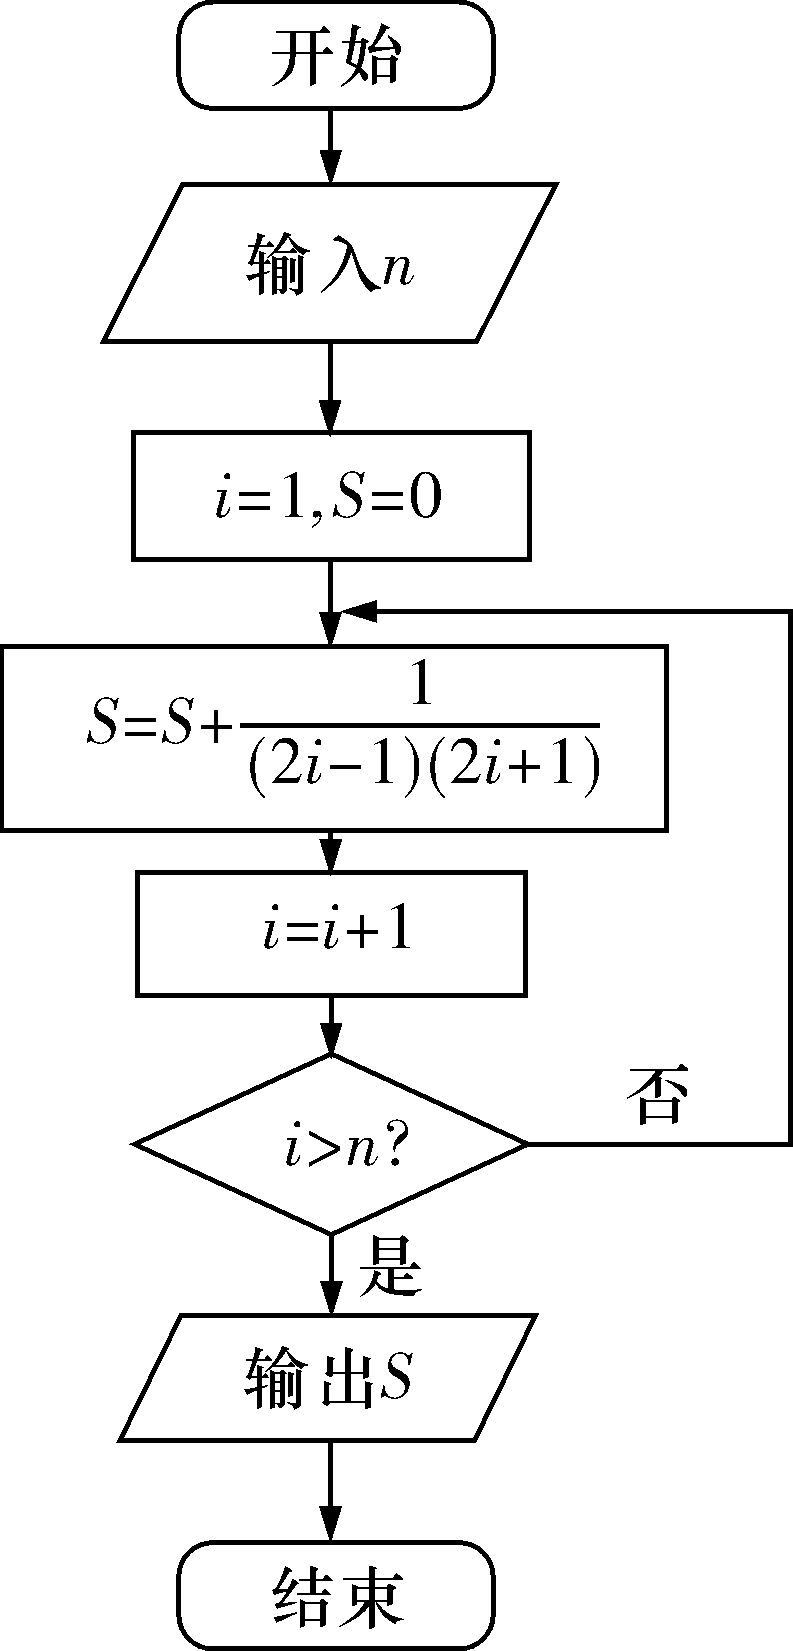 开始
输入n
i=1,S=0
S=S+\frac{1}{(2i-1)(2i+1)}
i=i+1
i>n?
否
是
输出S
结束